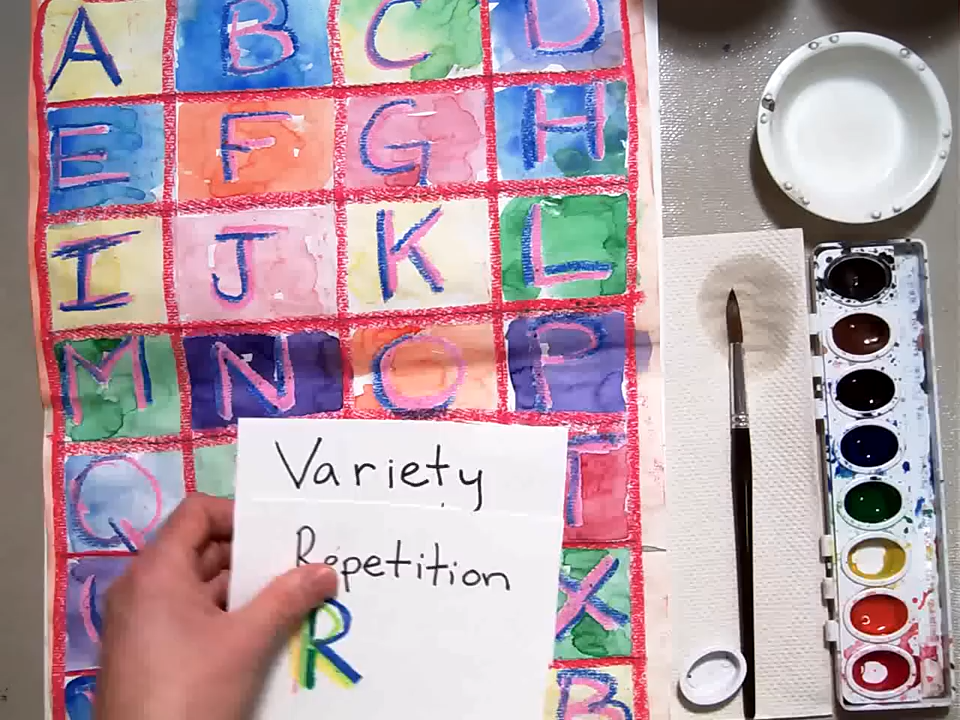 A B C D
E F G H
I J K L
M N O P
Variety
Q T
Repetition
X
R
B